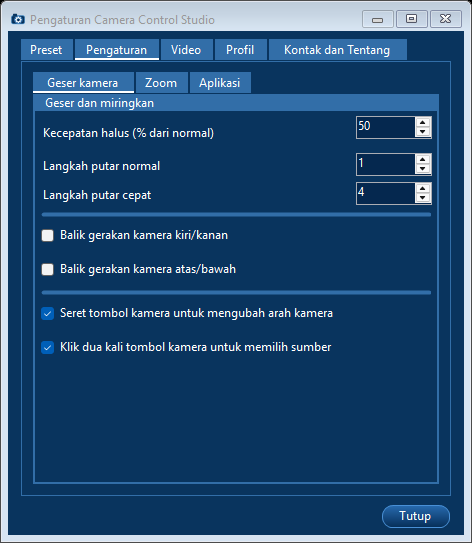 Pengaturan Camera Control Studio
Preset Pengaturan Video Profil Kontak dan Tentang
Geser kamera Zoom Aplikasi
Geser dan miringkan
Kecepatan halus (% dari normal) 50
Langkah putar normal 1
Langkah putar cepat 4
Balik gerakan kamera kiri/kanan
Balik gerakan kamera atas/bawah
Seret tombol kamera untuk mengubah arah kamera
Klik dua kali tombol kamera untuk memilih sumber
Tutup